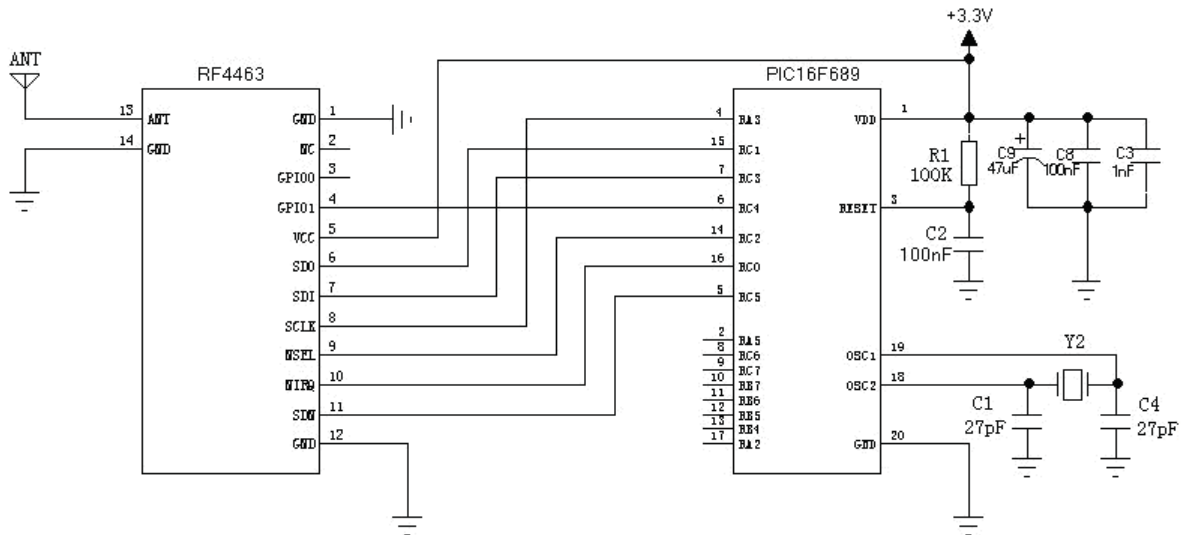 +3.3V
ANT
RF4463
PIC16F689
13 ANT
14 GND
GND 1
NC 2
GPIO0 3
GPIO1 4
VCC 5
SDO 6
SDI 7
SCLK 8
NSEL 9
NIRQ 10
SDN 11
GND 12
4 RA3
15 RC1
7 RC3
6 RC4
14 RC2
16 RC0
5 RC5
2 RA5
8 RC6
9 RC7
10 RB7
11 RB6
12 RB5
13 RB4
17 RA2
VDD 1
RESET 3
OSC1 19
OSC2 18
GND 20
R1
100K
C2
100nF
+
C9
47uF
C8
100nF
C3
1nF
Y2
C1
27pF
C4
27pF